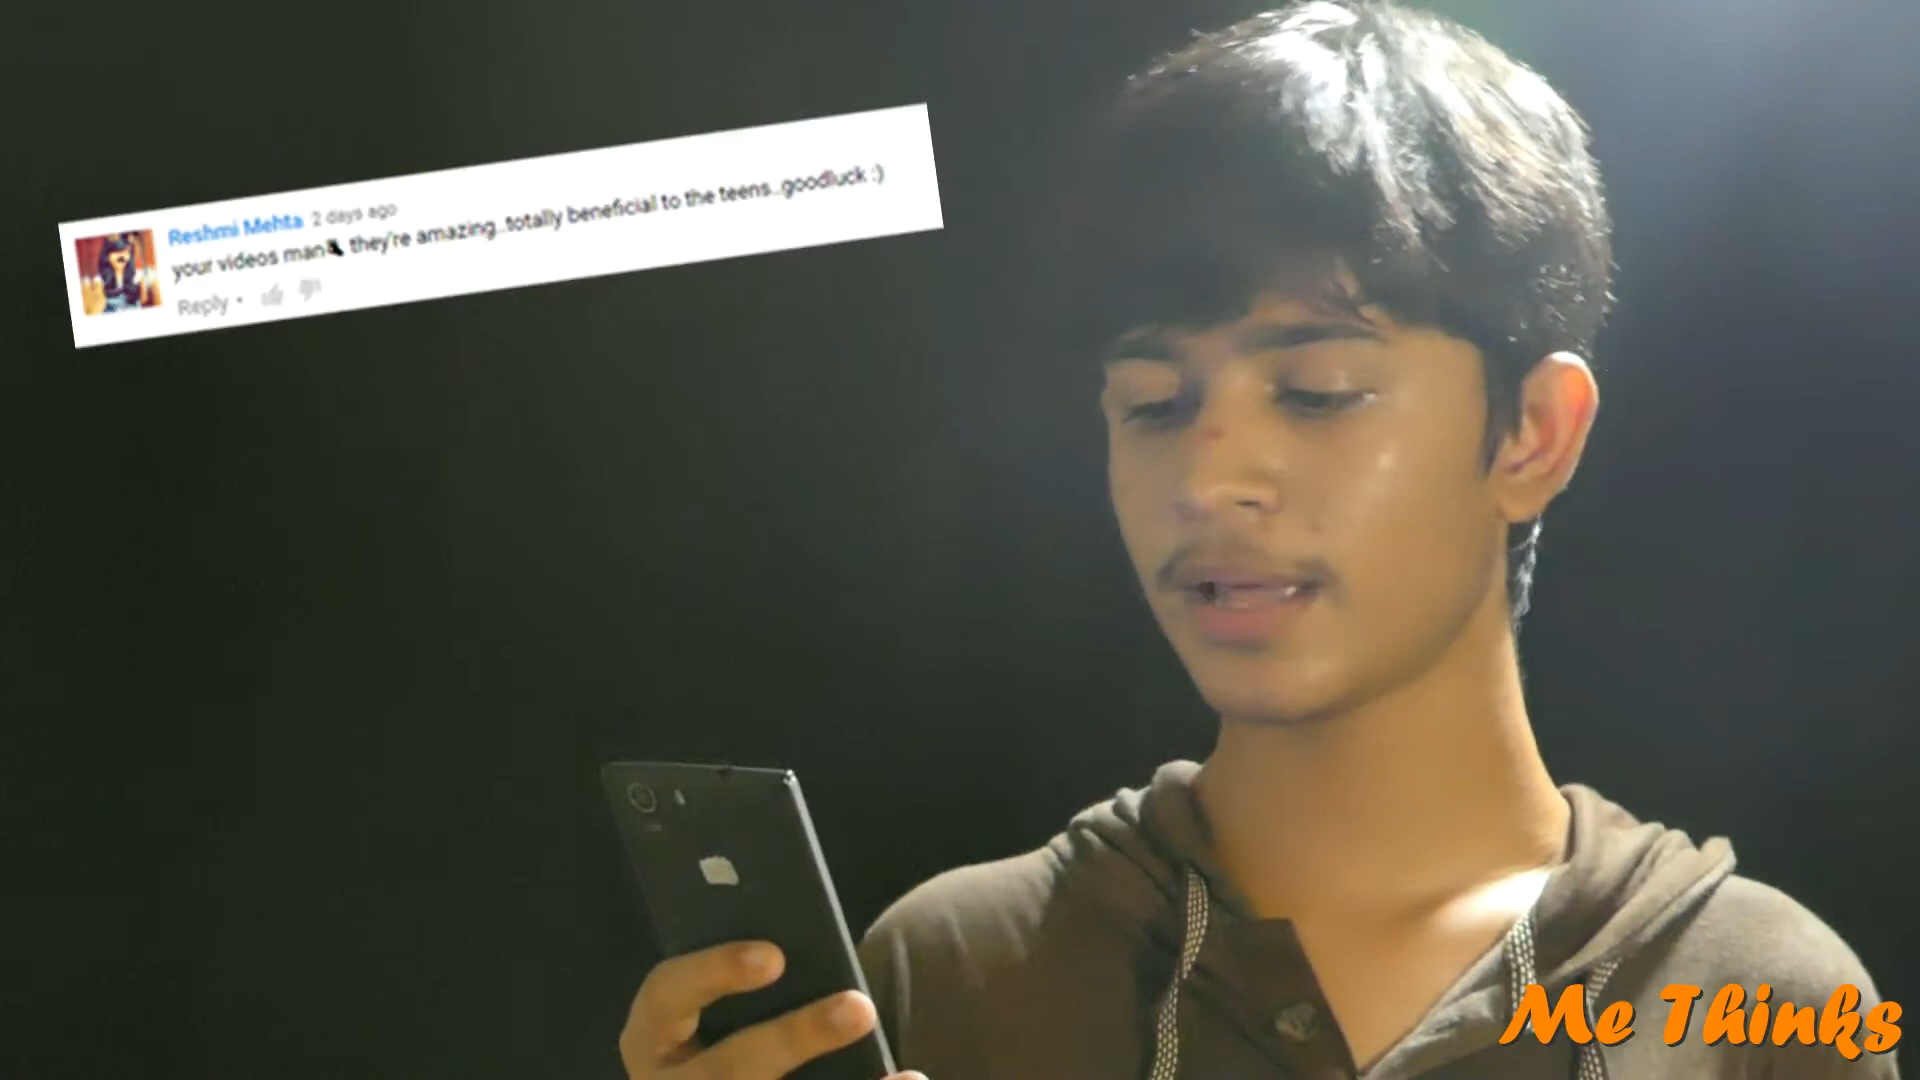 Reshmi Mehta 2 days ago
your videos man they're amazing..totally beneficial to the teens..goodluck :)
Reply •
Me Thinks